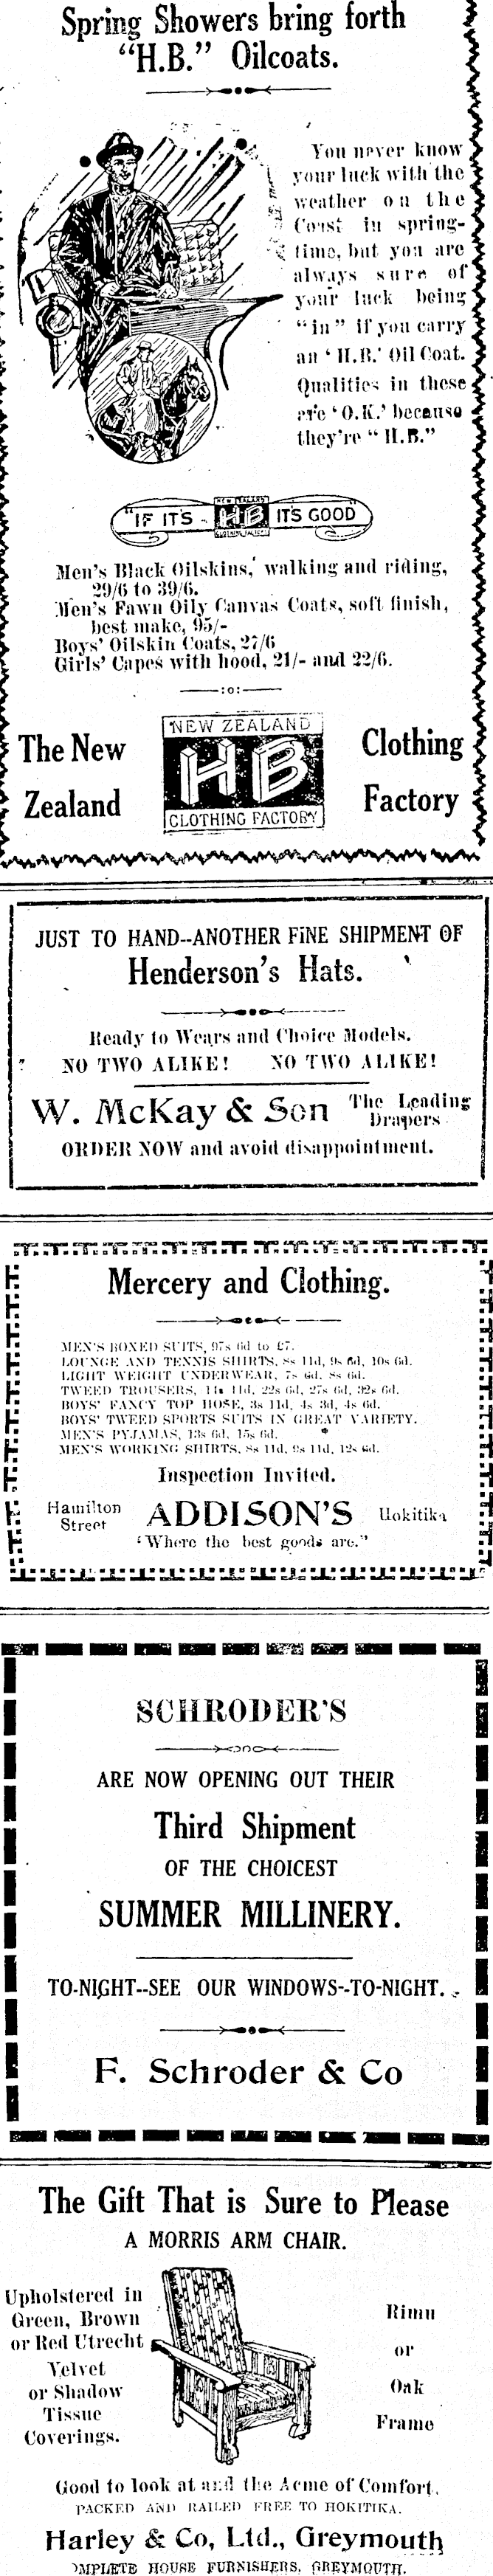 Spring Showers bring forth
"H.B." Oilcoats.
You never know
your luck with the
weather on the
Coast in spring-
time, but you are
always sure of
your luck being
"in" if you carry
an 'H.B.' Oil Coat.
Qualities in these
are 'O.K.' because
they're "H.B."
"IF IT'S
NEW ZEALAND
HB
CLOTHING FACTORY
IT'S GOOD"
Men's Black Oilskins, walking and riding,
29/6 to 39/6.
Men's Fawn Oily Canvas Coats, soft finish,
best make, 95/-
Boys' Oilskin Coats, 27/6
Girls' Capes with hood, 21/- and 22/6.
:o:
The New
Zealand
NEW ZEALAND
HB
CLOTHING FACTORY
Clothing
Factory
JUST TO HAND--ANOTHER FINE SHIPMENT OF
Henderson's Hats.
Ready to Wears and Choice Models.
NO TWO ALIKE! NO TWO ALIKE!
W. McKay & Son The Leading
Drapers
ORDER NOW and avoid disappointment.
Mercery and Clothing.
MEN'S BOXED SUITS, 97s 6d to £7.
LOUNGE AND TENNIS SHIRTS, 8s 11d, 9s 6d, 10s 6d.
LIGHT WEIGHT UNDERWEAR, 7s 6d, 8s 6d.
TWEED TROUSERS, 11d, 22s 6d, 27s 6d, 32s 6d.
BOYS' FANCY TOP HOSE, 3s 11d, 4s 3d, 4s 6d.
BOYS' TWEED SPORTS SUITS IN GREAT VARIETY.
MEN'S PYJAMAS, 13s 6d, 15s 6d.
MEN'S WORKING SHIRTS, 8s 11d, 9s 11d, 12s 6d.
Inspection Invited.
Hamilton
Street
ADDISON'S
Hokitika
"Where the best goods are."
SCHRODER'S
ARE NOW OPENING OUT THEIR
Third Shipment
OF THE CHOICEST
SUMMER MILLINERY.
TO-NIGHT--SEE OUR WINDOWS--TO-NIGHT.
F. Schroder & Co
The Gift That is Sure to Please
A MORRIS ARM CHAIR.
Upholstered in
Green, Brown
or Red Utrecht
Velvet
or Shadow
Tissue
Coverings.
Rimu
or
Oak
Frame
Good to look at and the Acme of Comfort.
PACKED AND RAILED FREE TO HOKITIKA.
Harley & Co, Ltd., Greymouth
OMPLETE HOUSE FURNISHERS, GREYMOUTH.